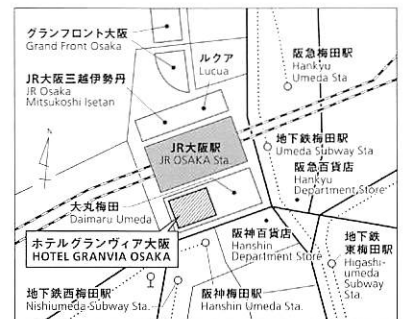 グランフロント大阪
Grand Front Osaka
ルクア
Lucua
阪急梅田駅
Hankyu
Umeda Sta
JR大阪三越伊勢丹
JR Osaka
Mitsukoshi Isetan
N
JR大阪駅
JR OSAKA Sta.
地下鉄梅田駅
Umeda Subway Sta
阪急百貨店
Hankyu
Department Store
大丸梅田
Daimaru Umeda
ホテルグランヴィア大阪
HOTEL GRANVIA OSAKA
阪神百貨店
Hanshin
Department Store
地下鉄
東梅田駅
Higashi-
umeda
Subway
Sta.
地下鉄西梅田駅
Nishiumeda Subway Sta.
阪神梅田駅
Hanshin Umeda Sta.